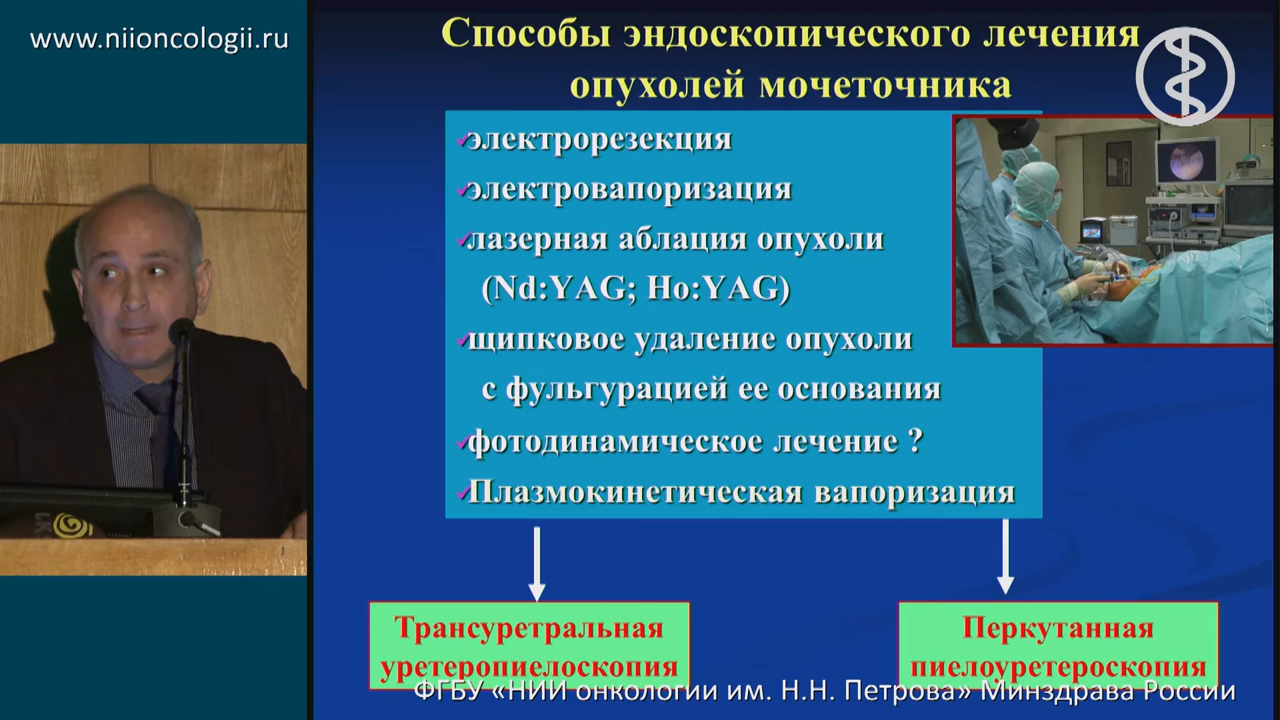 www.niioncologii.ru
Способы эндоскопического лечения
опухолей мочеточника
электрорезекция
электровапоризация
лазерная аблация опухоли
(Nd:YAG; Ho:YAG)
щипковое удаление опухоли
с фульгурацией ее основания
фотодинамическое лечение ?
Плазмокинетическая вапоризация
Трансуретральная
уретеропиелоскопия
Перкутанная
пиелоуретероскопия
ФГБУ «НИИ онкологии им. Н.Н. Петрова» Минздрава России